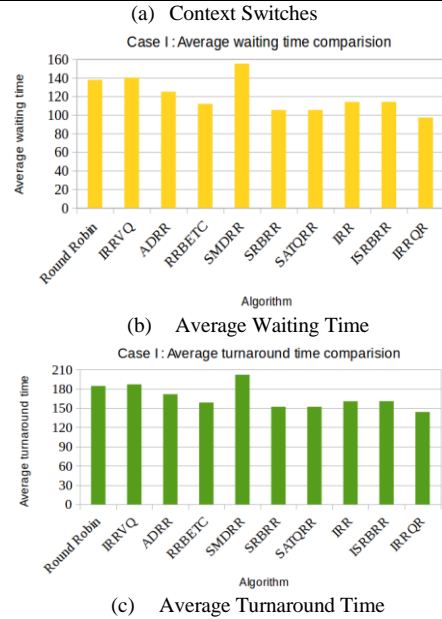 (a) Context Switches
Case I : Average waiting time comparision
Average waiting time
160
140
120
100
80
60
40
20
0
Round Robin
IRRVQ
ADRR
RRBETC
SMDRR
SRBRR
SATQRR
IRR
ISRBRR
IRRQR
Algorithm
(b) Average Waiting Time
Case I : Average turnaround time comparision
Average turnaround time
210
180
150
120
90
60
30
0
Round Robin
IRRVQ
ADRR
RRBETC
SMDRR
SRBRR
SATQRR
IRR
ISRBRR
IRRQR
Algorithm
(c) Average Turnaround Time